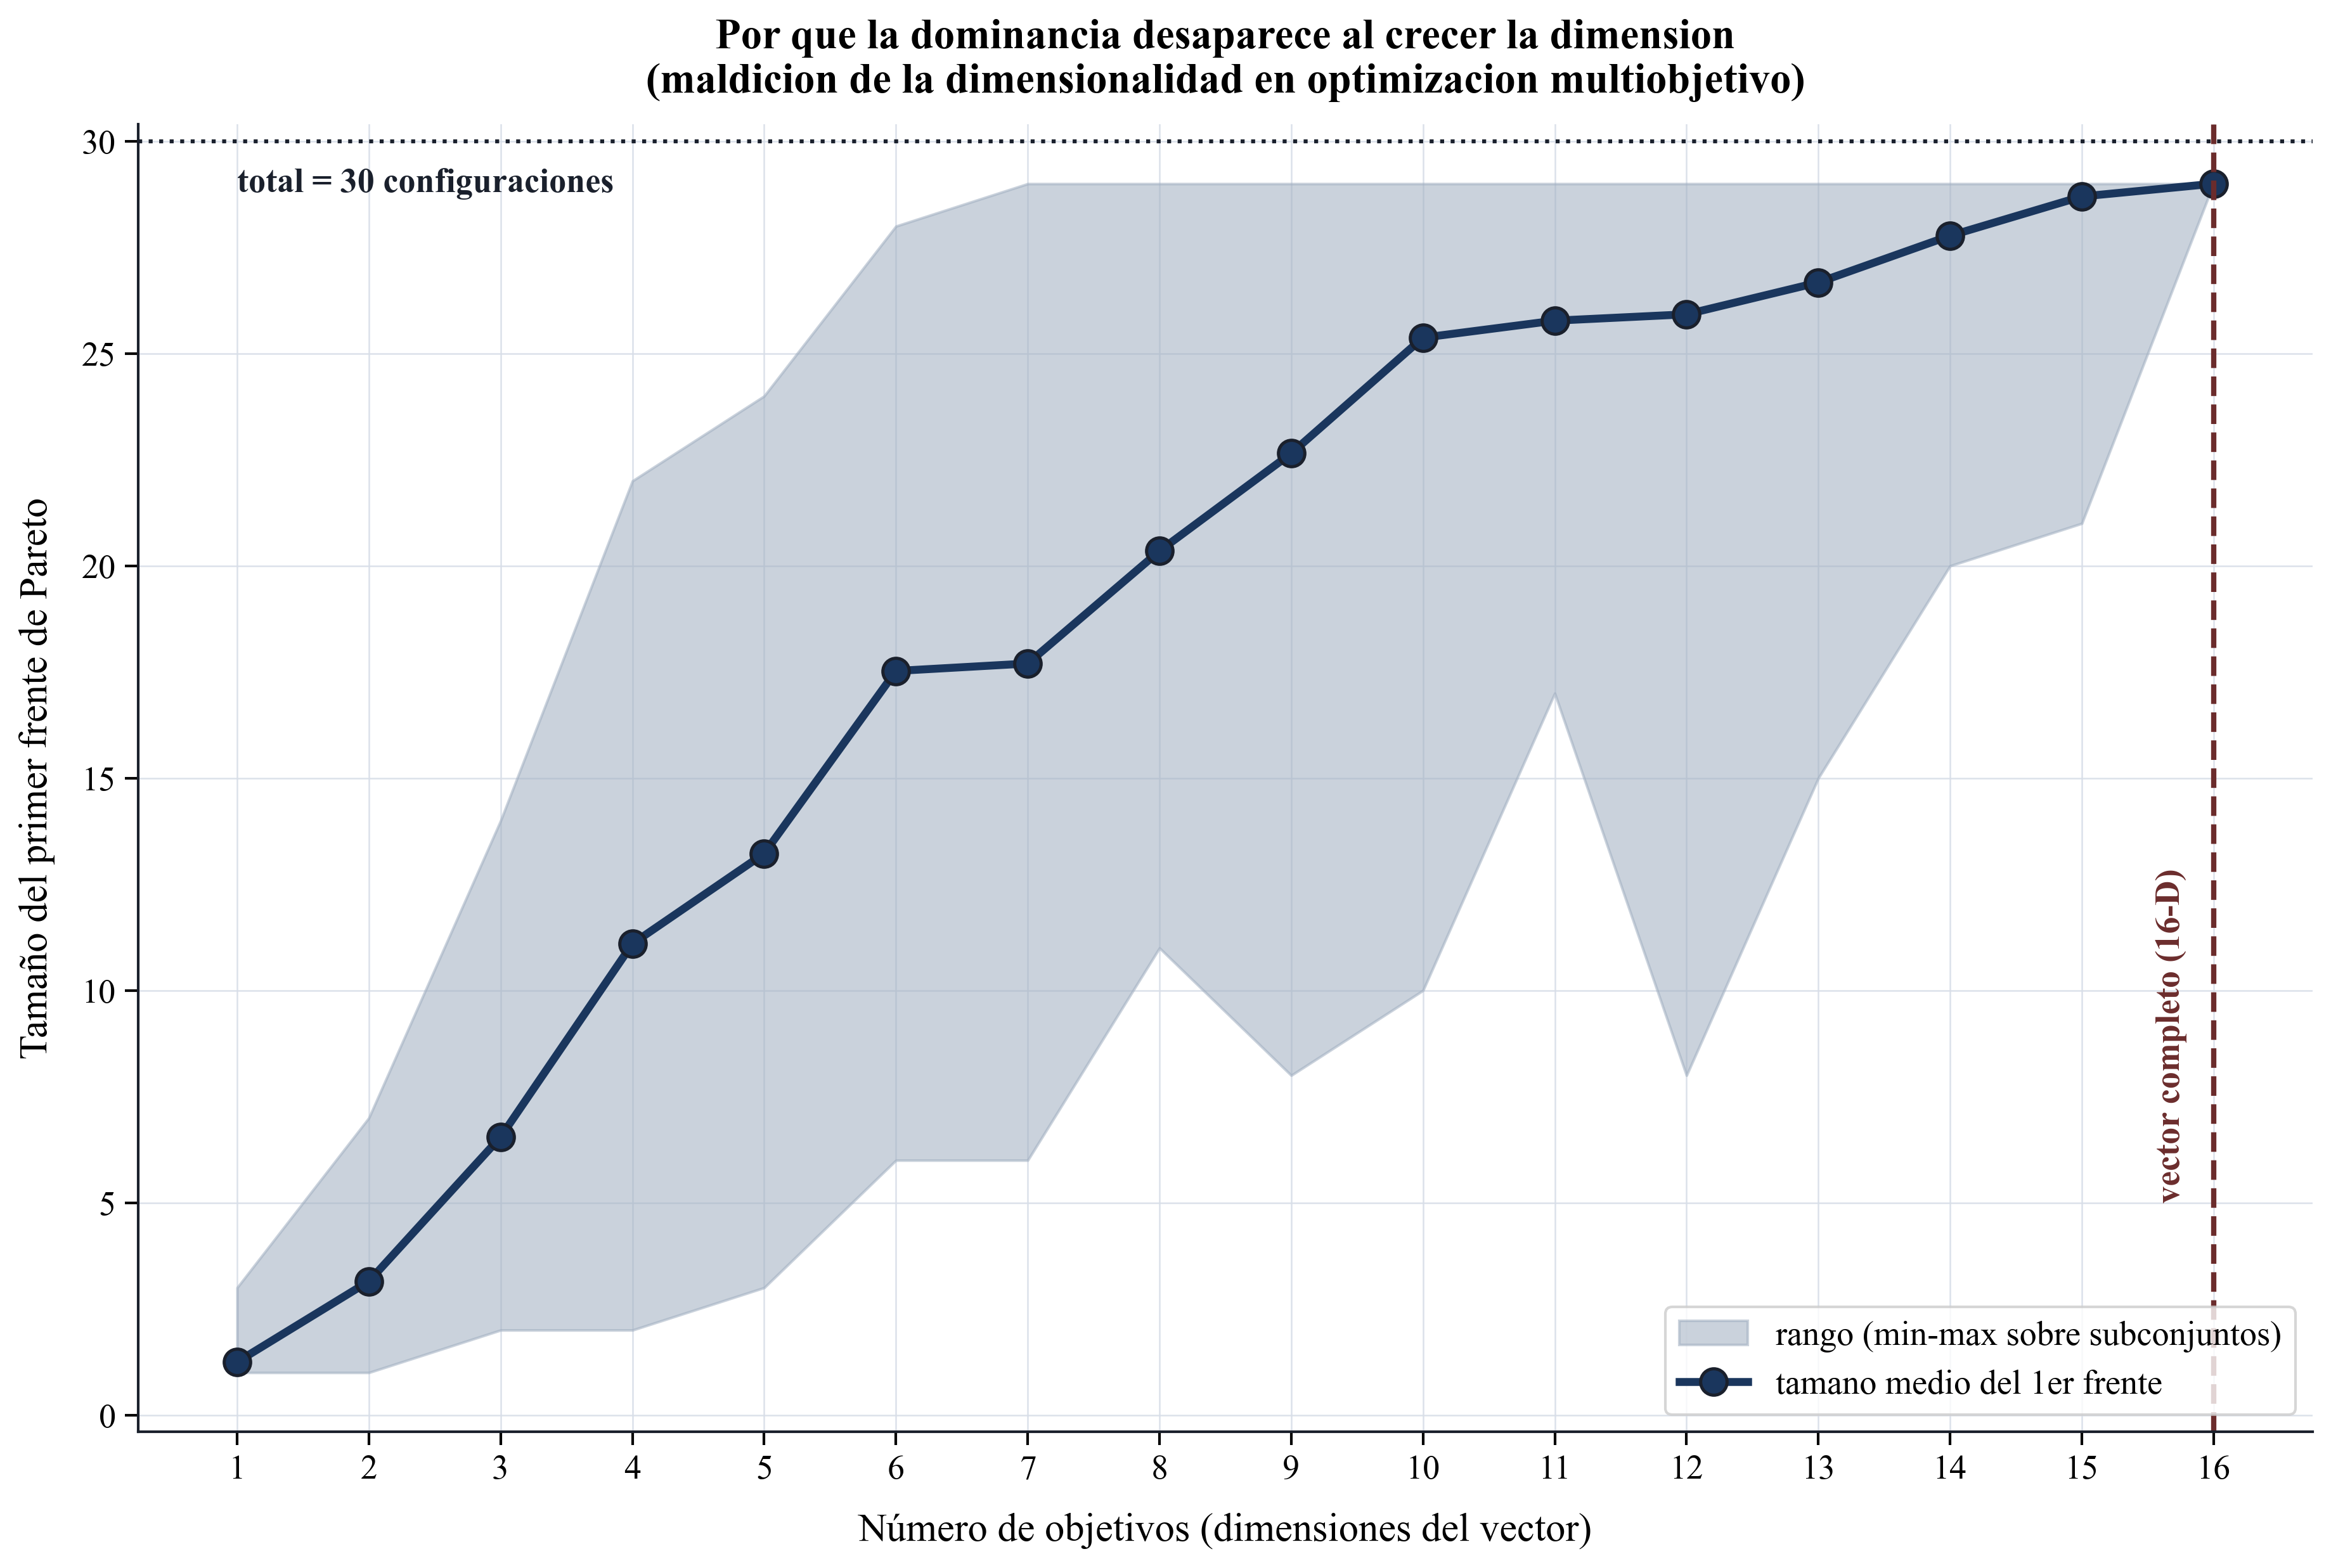 Por que la dominancia desaparece al crecer la dimension
(maldicion de la dimensionalidad en optimizacion multiobjetivo)
Tamaño del primer frente de Pareto
30
25
20
15
10
5
0
total = 30 configuraciones
vector completo (16-D)
rango (min-max sobre subconjuntos)
tamano medio del 1er frente
1 2 3 4 5 6 7 8 9 10 11 12 13 14 15 16
Número de objetivos (dimensiones del vector)